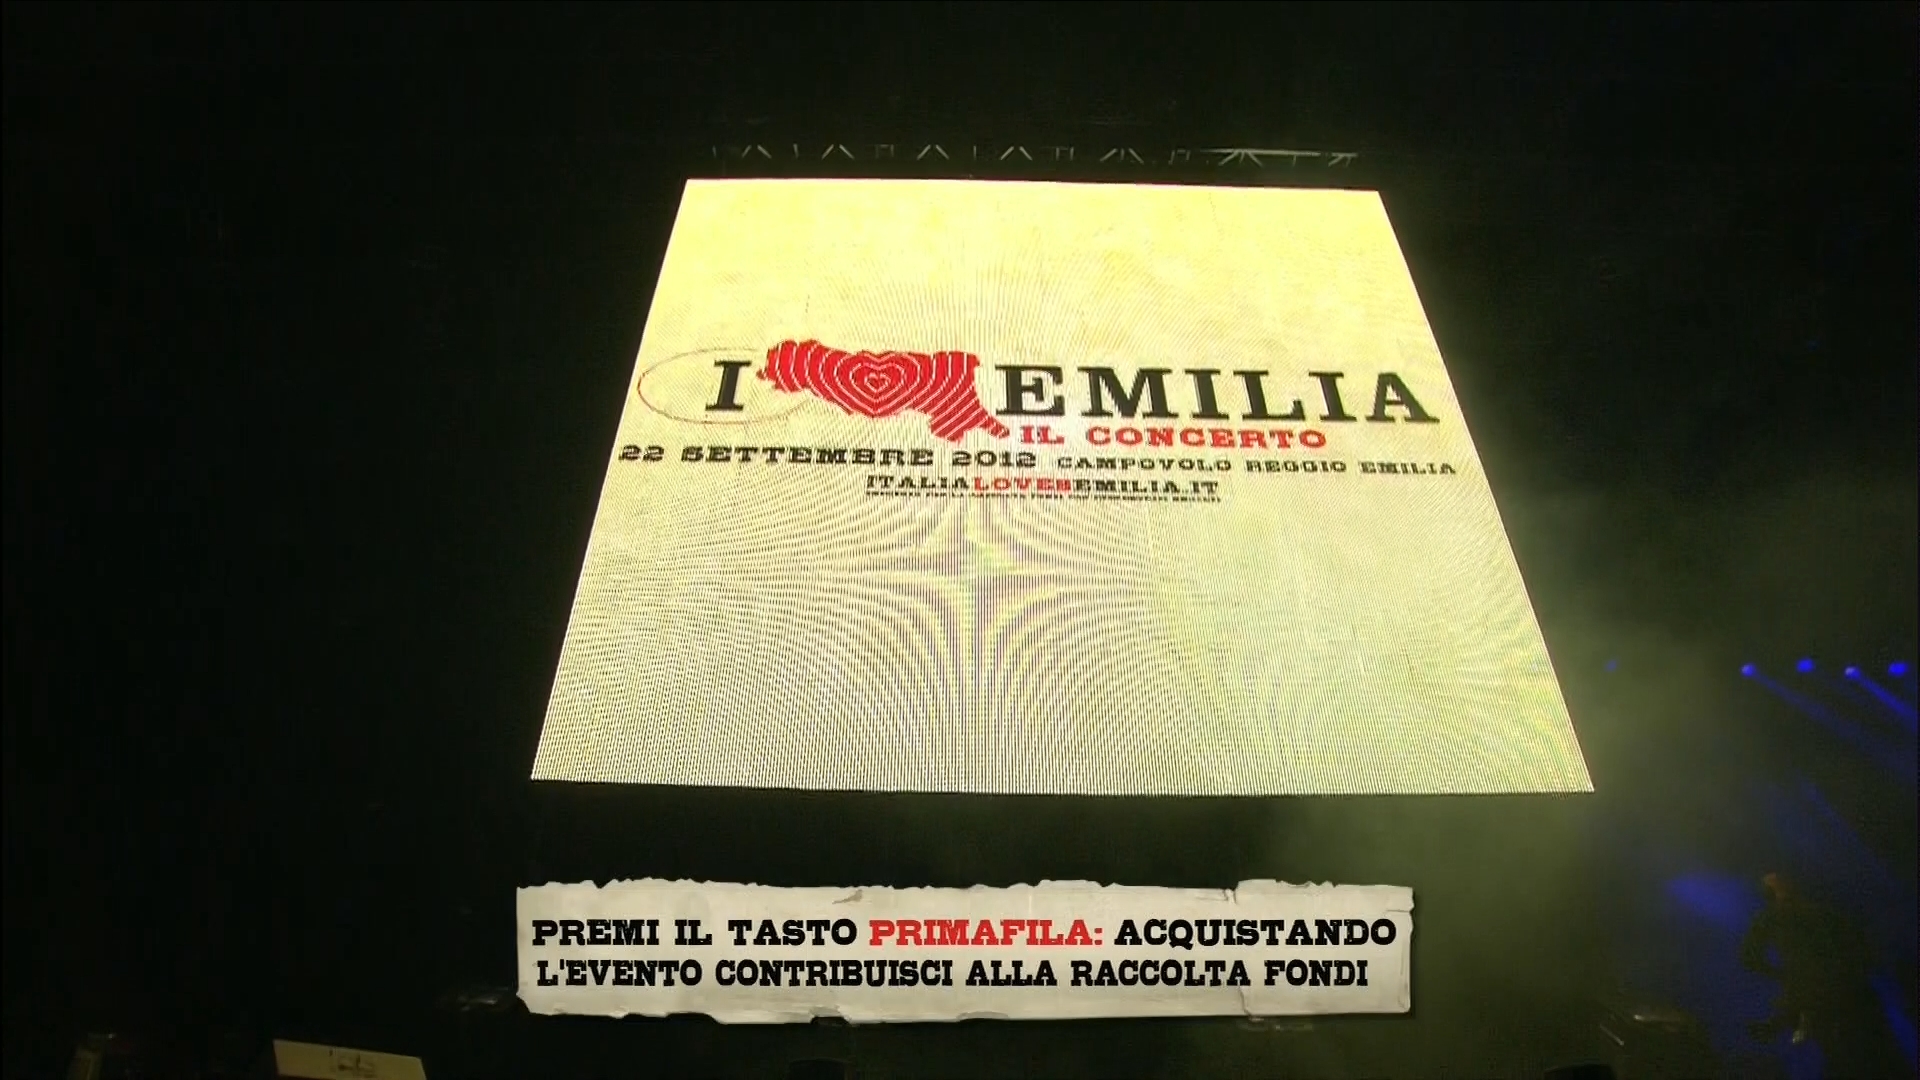 I EMILIA
IL CONCERTO
22 SETTEMBRE 2012 CAMPOVOLO REGGIO EMILIA
ITALIALOVESEMILIA.IT
PREMI IL TASTO PRIMAFILA: ACQUISTANDO
L'EVENTO CONTRIBUISCI ALLA RACCOLTA FONDI